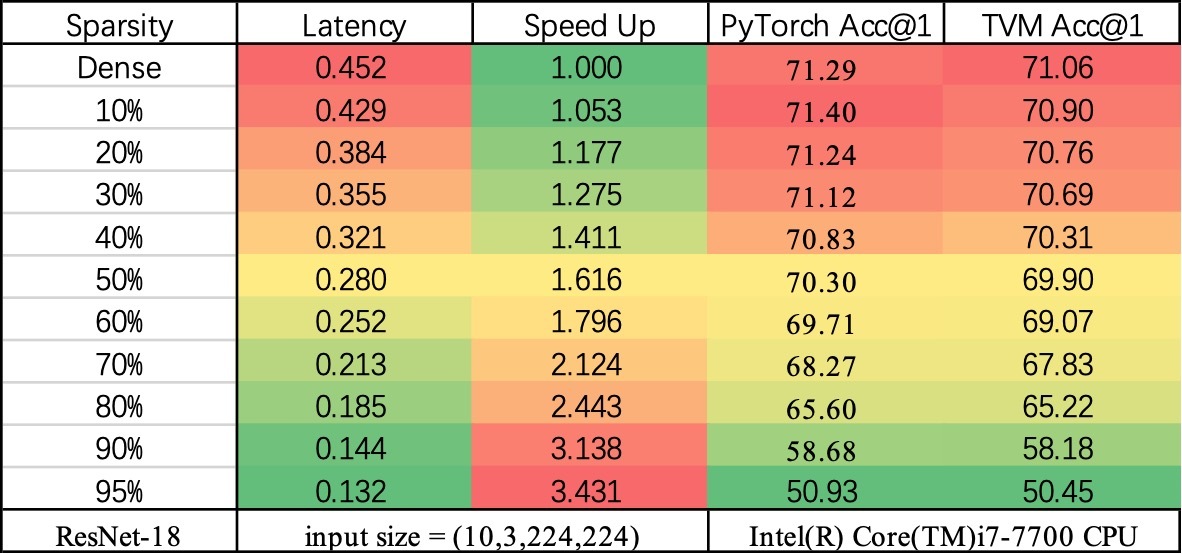 Sparsity Latency Speed Up PyTorch Acc@1 TVM Acc@1
Dense 0.452 1.000 71.29 71.06
10% 0.429 1.053 71.40 70.90
20% 0.384 1.177 71.24 70.76
30% 0.355 1.275 71.12 70.69
40% 0.321 1.411 70.83 70.31
50% 0.280 1.616 70.30 69.90
60% 0.252 1.796 69.71 69.07
70% 0.213 2.124 68.27 67.83
80% 0.185 2.443 65.60 65.22
90% 0.144 3.138 58.68 58.18
95% 0.132 3.431 50.93 50.45
ResNet-18 input size = (10,3,224,224) Intel(R) Core(TM)i7-7700 CPU